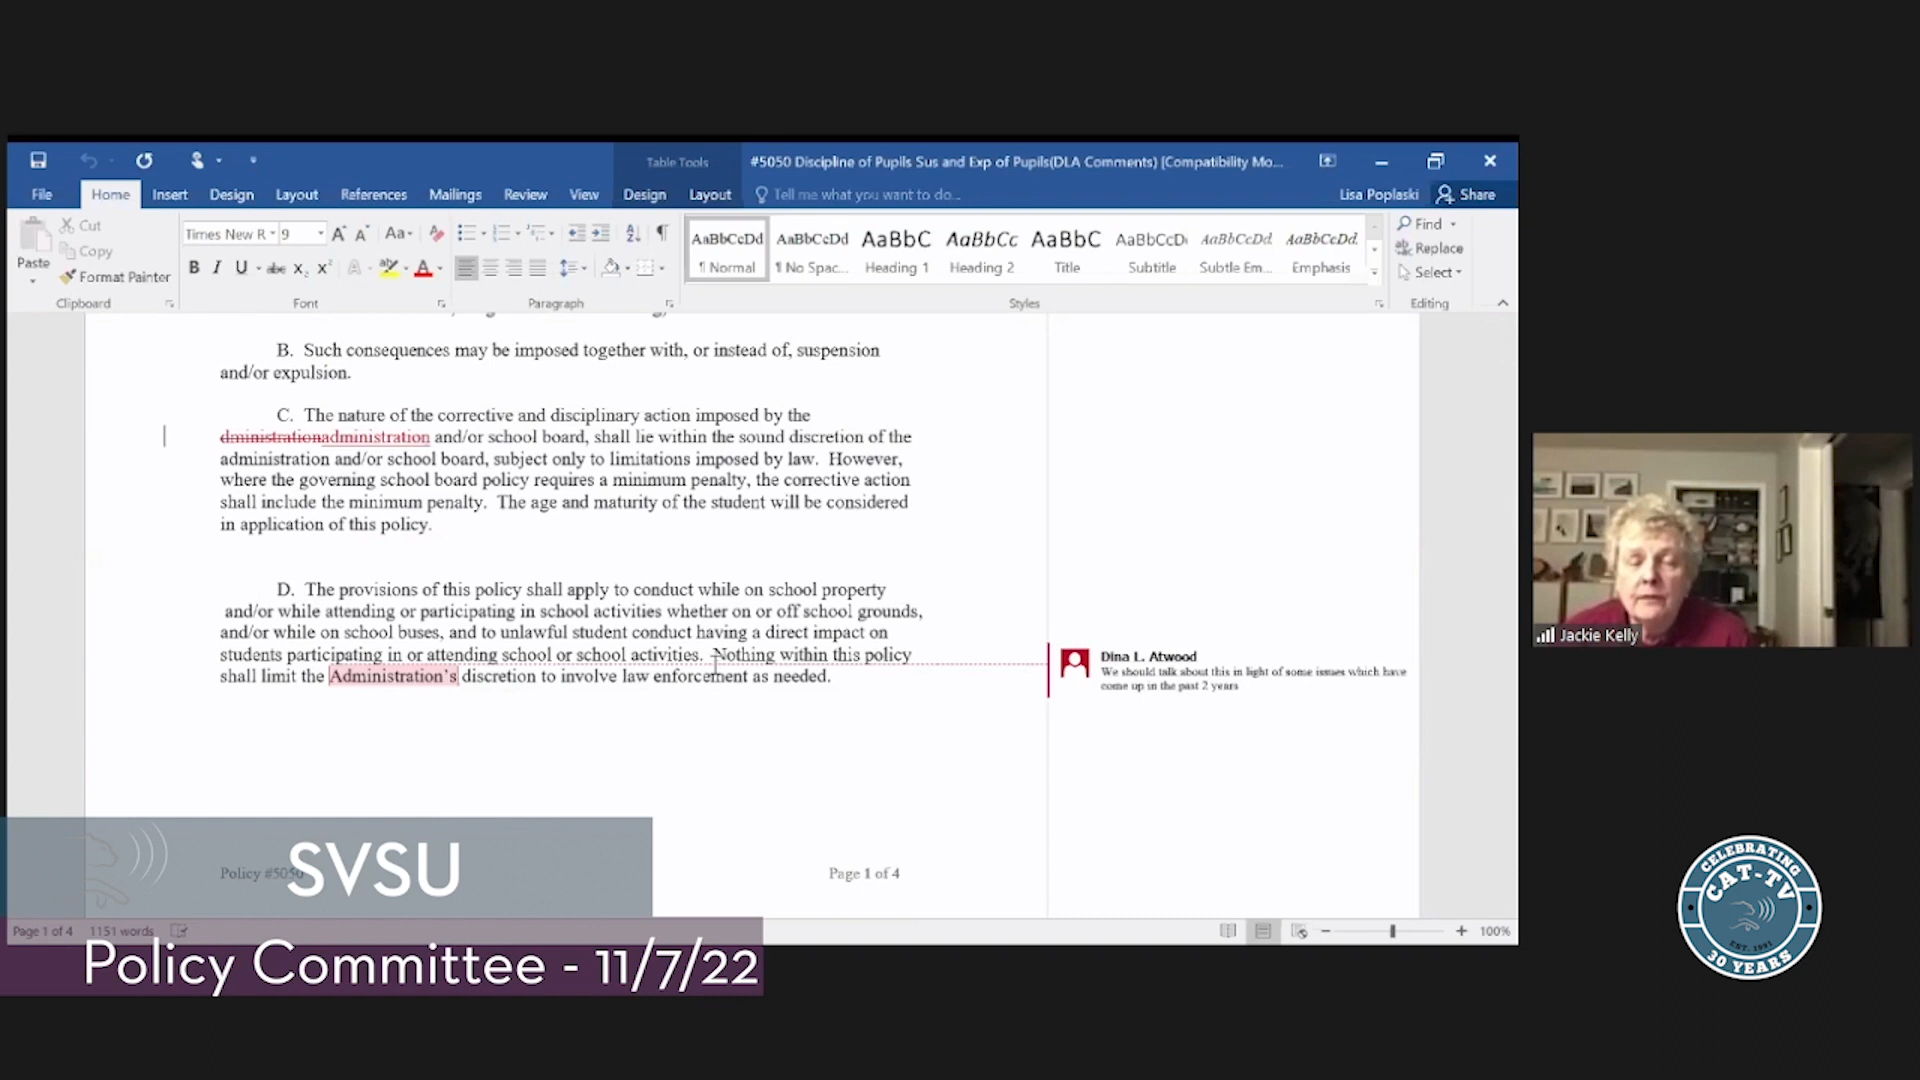 Table Tools
#5050 Discipline of Pupils Sus and Exp of Pupils(DLA Comments) [Compatibility Mo...
File Home Insert Design Layout References Mailings Review View Design Layout Tell me what you want to do... Lisa Poplaski Share
Paste
Cut
Copy
Format Painter
Clipboard
Times New R 9
Font
Paragraph
AaBbCcDd AaBbCcDd AaBbC AaBbCc AaBbC AaBbCcD AaBbCcDd AaBbCcDd
¶ Normal ¶ No Spac... Heading 1 Heading 2 Title Subtitle Subtle Em... Emphasis
Styles
Find
Replace
Select
Editing
B. Such consequences may be imposed together with, or instead of, suspension
and/or expulsion.
C. The nature of the corrective and disciplinary action imposed by the
dministrationadministration and/or school board, shall lie within the sound discretion of the
administration and/or school board, subject only to limitations imposed by law. However,
where the governing school board policy requires a minimum penalty, the corrective action
shall include the minimum penalty. The age and maturity of the student will be considered
in application of this policy.
D. The provisions of this policy shall apply to conduct while on school property
and/or while attending or participating in school activities whether on or off school grounds,
and/or while on school buses, and to unlawful student conduct having a direct impact on
students participating in or attending school or school activities. Nothing within this policy
shall limit the Administration's discretion to involve law enforcement as needed.
Dina L. Atwood
We should talk about this in light of some issues which have
come up in the past 2 years
Policy #5050
Page 1 of 4
Page 1 of 4 1151 words
100%
Jackie Kelly
SVSU
Policy Committee - 11/7/22
CELEBRATING
CAT-TV
EST. 1991
30 YEARS